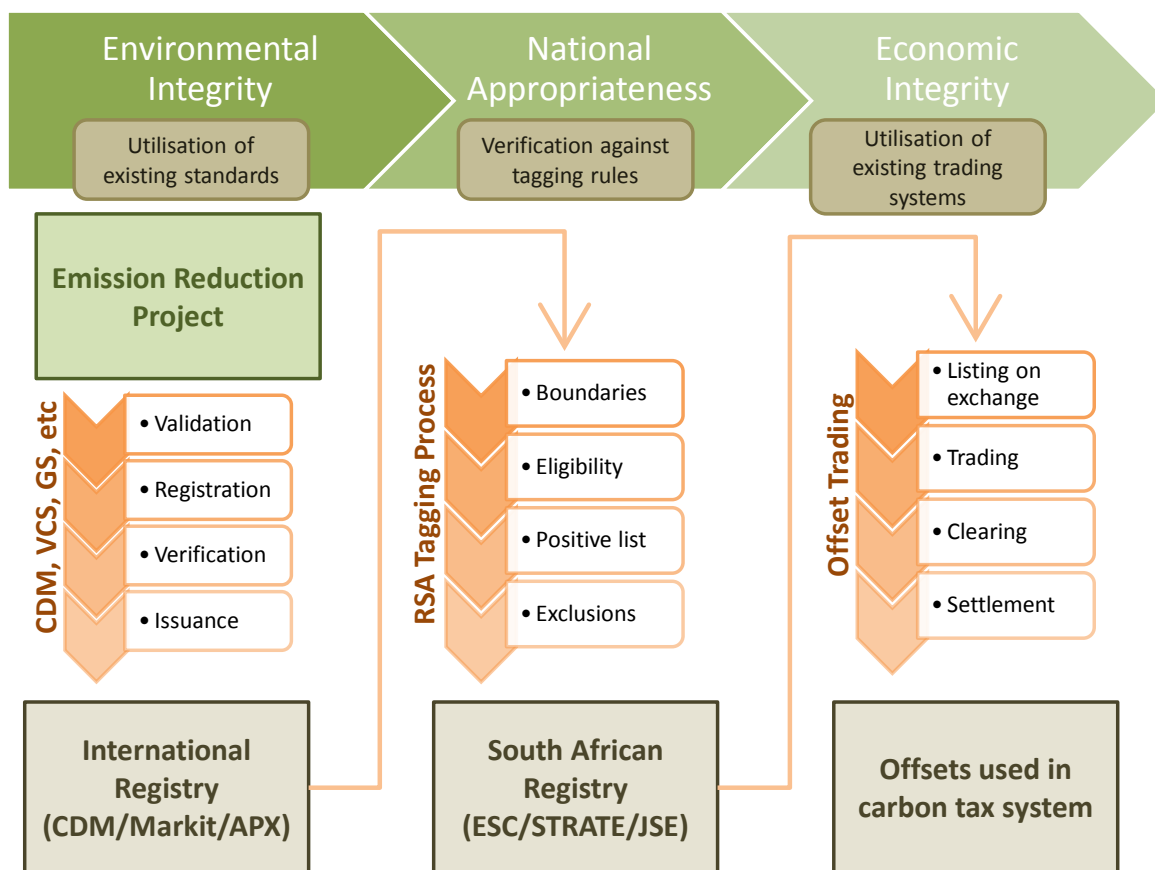 Environmental
Integrity
National
Appropriateness
Economic
Integrity
Utilisation of
existing standards
Verification against
tagging rules
Utilisation of
existing trading
systems
Emission Reduction
Project
CDM, VCS, GS, etc
• Validation
• Registration
• Verification
• Issuance
International
Registry
(CDM/Markit/APX)
RSA Tagging Process
• Boundaries
• Eligibility
• Positive list
• Exclusions
South African
Registry
(ESC/STRATE/JSE)
Offset Trading
• Listing on
exchange
• Trading
• Clearing
• Settlement
Offsets used in
carbon tax system